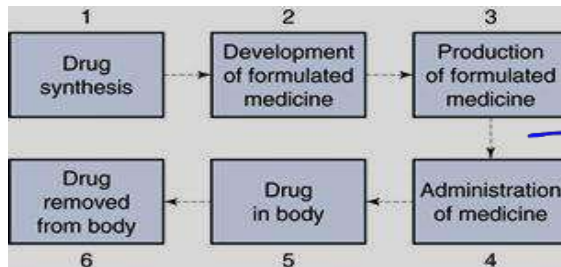 1
Drug
synthesis
2
Development
of formulated
medicine
3
Production
of formulated
medicine
Administration
of medicine
4
Drug
in body
5
Drug
removed
from body
6